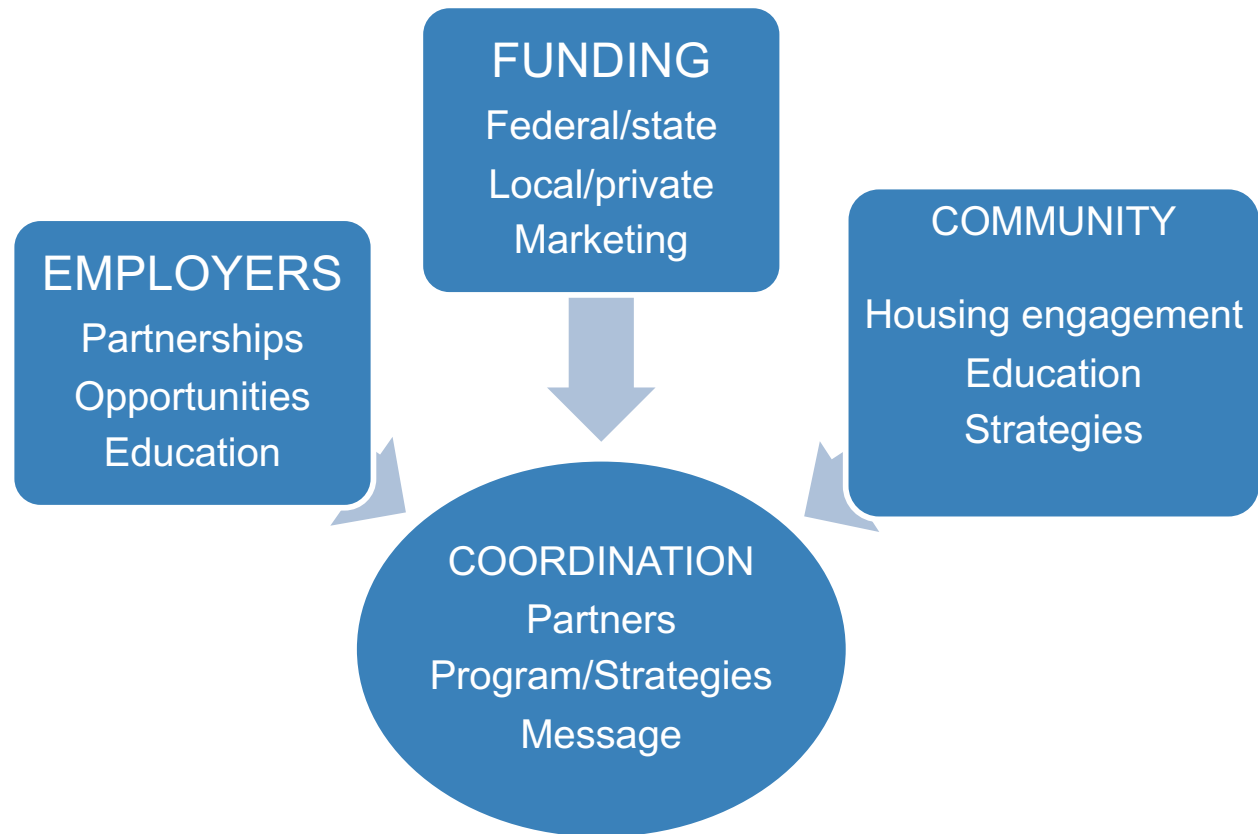 FUNDING
Federal/state
Local/private
Marketing
EMPLOYERS
Partnerships
Opportunities
Education
COMMUNITY
Housing engagement
Education
Strategies
COORDINATION
Partners
Program/Strategies
Message